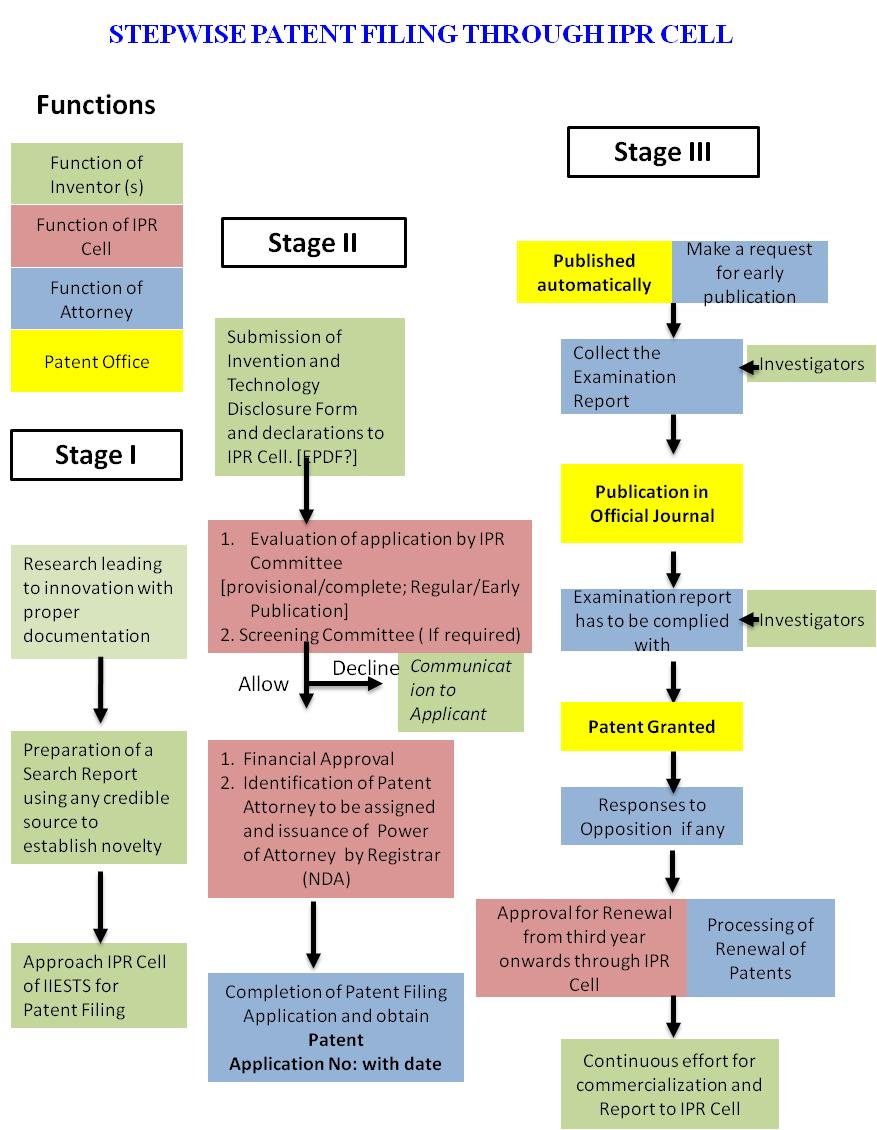 STEPWISE PATENT FILING THROUGH IPR CELL
Functions
Function of
Inventor (s)
Function of IPR
Cell
Function of
Attorney
Patent Office
Stage I
Research leading
to innovation with
proper
documentation
Preparation of a
Search Report
using any credible
source to
establish novelty
Approach IPR Cell
of IIESTS for
Patent Filing
Stage II
Submission of
Invention and
Technology
Disclosure Form
and declarations to
IPR Cell. [EPDF?]
1. Evaluation of application by IPR
Committee
[provisional/complete; Regular/Early
Publication]
2. Screening Committee ( If required)
Allow
Decline
Communicat
ion to
Applicant
1. Financial Approval
2. Identification of Patent
Attorney to be assigned
and issuance of Power
of Attorney by Registrar
(NDA)
Completion of Patent Filing
Application and obtain
Patent
Application No: with date
Stage III
Published
automatically
Make a request
for early
publication
Collect the
Examination
Report
Investigators
Publication in
Official Journal
Examination report
has to be complied
with
Investigators
Patent Granted
Responses to
Opposition if any
Approval for Renewal
from third year
onwards through IPR
Cell
Processing of
Renewal of
Patents
Continuous effort for
commercialization and
Report to IPR Cell